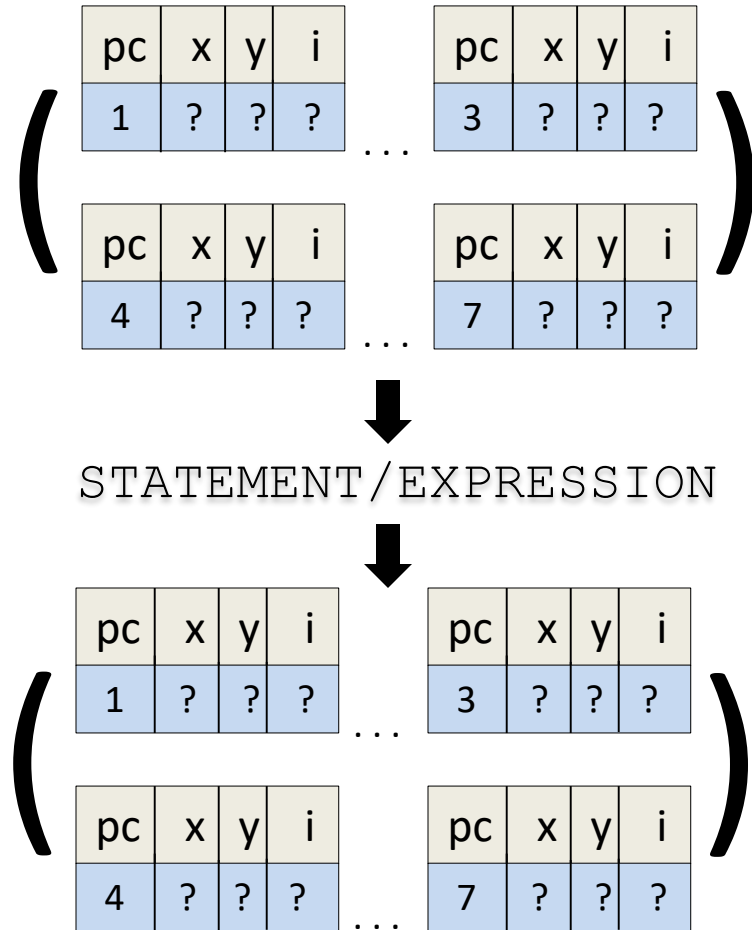 pc x y i pc x y i
1 ? ? ? ... 3 ? ? ?
pc x y i pc x y i
4 ? ? ? ... 7 ? ? ?
STATEMENT/EXPRESSION
pc x y i pc x y i
1 ? ? ? ... 3 ? ? ?
pc x y i pc x y i
4 ? ? ? ... 7 ? ? ?